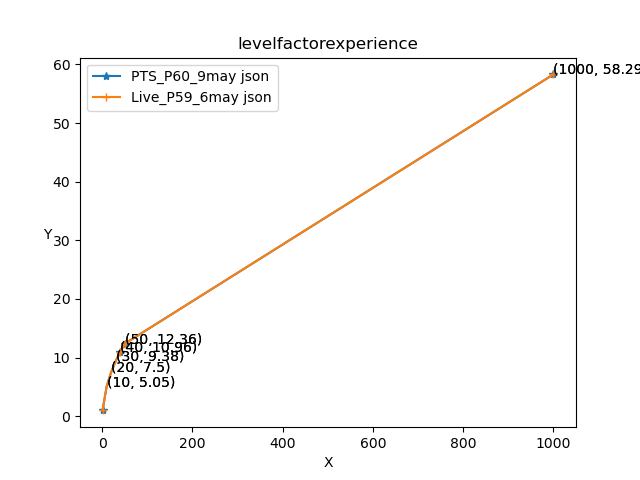 levelfactorexperience
PTS_P60_9may json
Live_P59_6may json
(1000, 58.29
(50, 12.36)
(40, 10.96)
(30, 9.38)
(20, 7.5)
(10, 5.05)
60
50
40
30
20
10
0
Y
0 200 400 600 800 1000
X